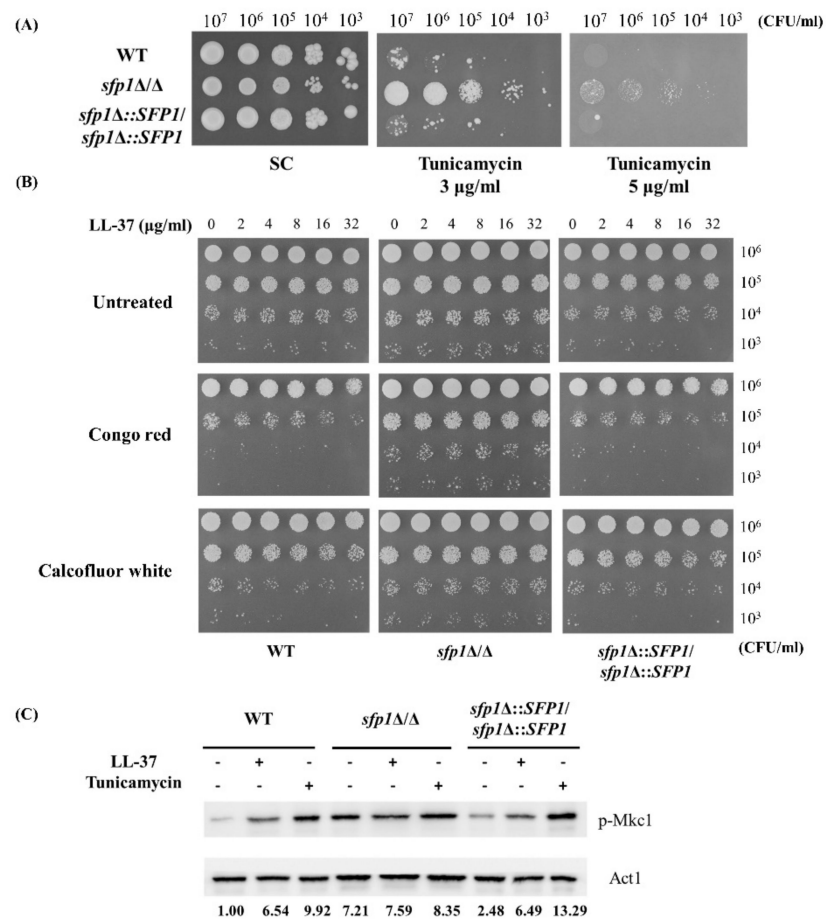 (A)
10⁷ 10⁶ 10⁵ 10⁴ 10³ 10⁷ 10⁶ 10⁵ 10⁴ 10³ 10⁷ 10⁶ 10⁵ 10⁴ 10³ (CFU/ml)
WT
sfp1Δ/Δ
sfp1Δ::SFP1/
sfp1Δ::SFP1
SC Tunicamycin Tunicamycin
3 μg/ml 5 μg/ml
(B)
LL-37 (μg/ml) 0 2 4 8 16 32 0 2 4 8 16 32 0 2 4 8 16 32
10⁶
10⁵
Untreated
10⁴
10³
10⁶
10⁵
Congo red
10⁴
10³
10⁶
10⁵
Calcofluor white
10⁴
10³
WT sfp1Δ/Δ sfp1Δ::SFP1/ (CFU/ml)
sfp1Δ::SFP1
(C)
WT sfp1Δ/Δ sfp1Δ::SFP1/
sfp1Δ::SFP1
LL-37 - + - - + - - + -
Tunicamycin - - + - - + - - +
p-Mkc1
Act1
1.00 6.54 9.92 7.21 7.59 8.35 2.48 6.49 13.29